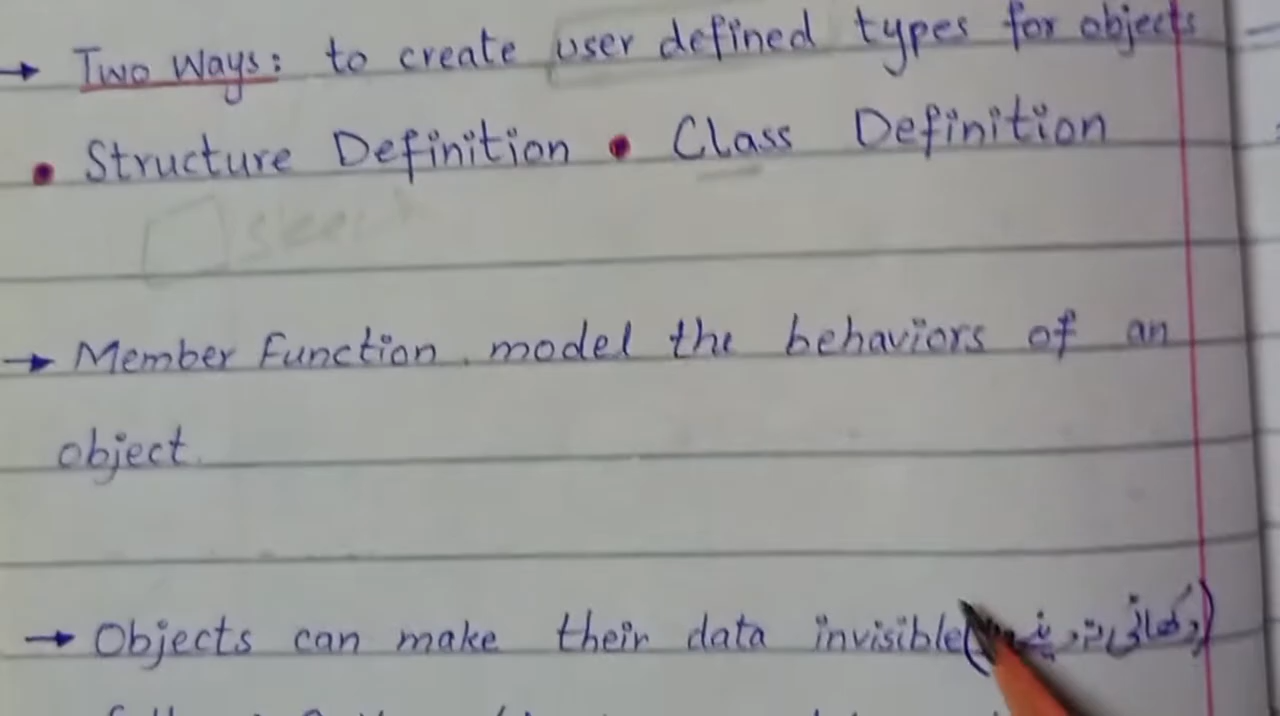 → Two Ways: to create user defined types for objects
• Structure Definition • Class Definition
→ Member Function model the behaviors of an
object.
→ Objects can make their data invisible(